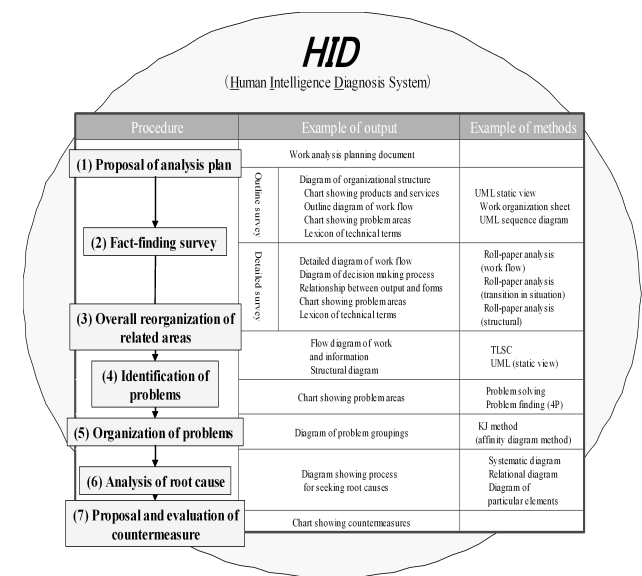 HID
(Human Intelligence Diagnosis System)
Procedure
Example of output
Example of methods
(1) Proposal of analysis plan
Work analysis planning document
(2) Fact-finding survey
Outline survey
Diagram of organizational structure
Chart showing products and services
Outline diagram of work flow
Chart showing problem areas
Lexicon of technical terms
UML static view
Work organization sheet
UML sequence diagram
Detailed survey
Detailed diagram of work flow
Diagram of decision making process
Relationship between output and forms
Chart showing problem areas
Lexicon of technical terms
Roll-paper analysis
(work flow)
Roll-paper analysis
(transition in situation)
Roll-paper analysis
(structural)
(3) Overall reorganization of
related areas
Flow diagram of work
and information
Structural diagram
TLSC
UML (static view)
(4) Identification of
problems
Chart showing problem areas
Problem solving
Problem finding (4P)
(5) Organization of problems
Diagram of problem groupings
KJ method
(affinity diagram method)
(6) Analysis of root cause
Diagram showing process
for seeking root causes
Systematic diagram
Relational diagram
Diagram of
particular elements
(7) Proposal and evaluation of
countermeasure
Chart showing countermeasures